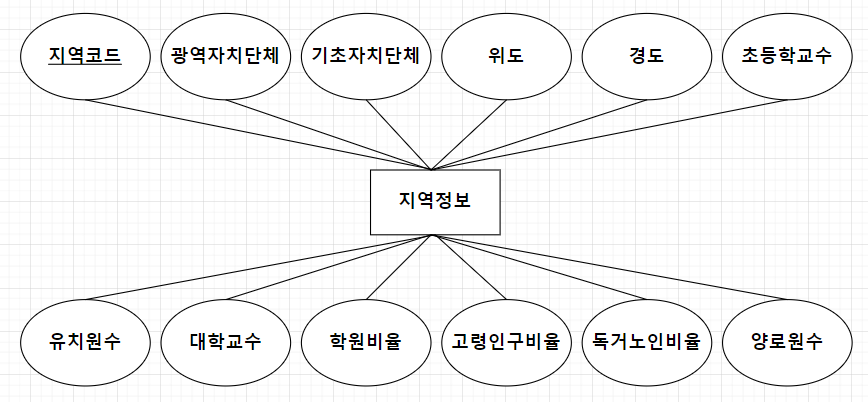 지역코드
광역자치단체
기초자치단체
위도
경도
초등학교수
지역정보
유치원수
대학교수
학원비율
고령인구비율
독거노인비율
양로원수